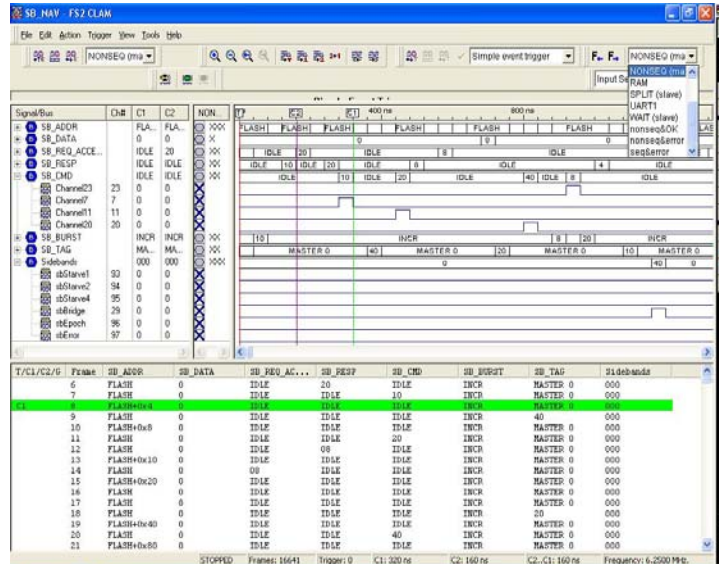 SB_NAV - FS2 CLAM
File Edit Action Trigger View Tools Help
NONSEQ (ma
Simple event trigger
NONSEQ (ma
Input Se
NONSEQ (ma
RAM
SPLIT (slave)
UART1
WAIT (slave)
nonseq&OK
nonseq&error
seq&error
Signal/Bus Ch# C1 C2 NON...
T C2 C1 400 ns 800 ns
SB_ADDR FLA... FLA... XXX FLASH FLASH FLASH FLASH FLASH FLASH
SB_DATA 0 0 X 0 0 0
SB_REQ_ACCE... IDLE 20 XX IDLE 20 IDLE 8 IDLE
SB_RESP IDLE IDLE XX IDLE 10 IDLE 20 IDLE 8 IDLE 4 IDLE
SB_CMD IDLE IDLE XX IDLE 10 IDLE 20 IDLE 40 IDLE 8 IDLE
Channel23 23 0 0
Channel7 7 0 0
Channel11 11 0 0
Channel20 20 0 0
SB_BURST INCR INCR XX 10 INCR 8 20 INCR
SB_TAG MA... MA... XX MASTER 0 40 MASTER 0 20 MASTER 0 10 MASTER 0
Sidebands 000 000 XXX 0 40 0
sbStarve1 93 0 0
sbStarve2 94 0 0
sbStarve4 95 0 0
sbBridge 29 0 0
sbEpoch 96 0 0
sbError 97 0 0
T/C1/C2/G Frame SB_ADDR SB_DATA SB_REQ_AC... SB_RESP SB_CMD SB_BURST SB_TAG Sidebands
6 FLASH 0 IDLE 20 IDLE INCR MASTER 0 000
7 FLASH 0 IDLE IDLE 10 INCR MASTER 0 000
C1 8 FLASH+0x4 0 IDLE IDLE IDLE INCR MASTER 0 000
9 FLASH 0 IDLE IDLE IDLE INCR 40 000
10 FLASH+0x8 0 IDLE IDLE IDLE INCR MASTER 0 000
11 FLASH 0 IDLE IDLE 20 INCR MASTER 0 000
12 FLASH 0 IDLE 08 IDLE INCR MASTER 0 000
13 FLASH+0x10 0 IDLE IDLE IDLE INCR MASTER 0 000
14 FLASH 0 08 IDLE IDLE INCR MASTER 0 000
15 FLASH+0x20 0 IDLE IDLE IDLE INCR MASTER 0 000
16 FLASH 0 IDLE IDLE IDLE INCR MASTER 0 000
17 FLASH 0 IDLE IDLE IDLE INCR MASTER 0 000
18 FLASH 0 IDLE IDLE IDLE INCR 20 000
19 FLASH+0x40 0 IDLE IDLE IDLE INCR MASTER 0 000
20 FLASH 0 IDLE IDLE 40 INCR MASTER 0 000
21 FLASH+0x80 0 IDLE IDLE IDLE INCR MASTER 0 000
STOPPED Frames: 16641 Trigger: 0 C1: 320 ns C2: 160 ns C2..C1: 160 ns Frequency: 6.2500 MHz.